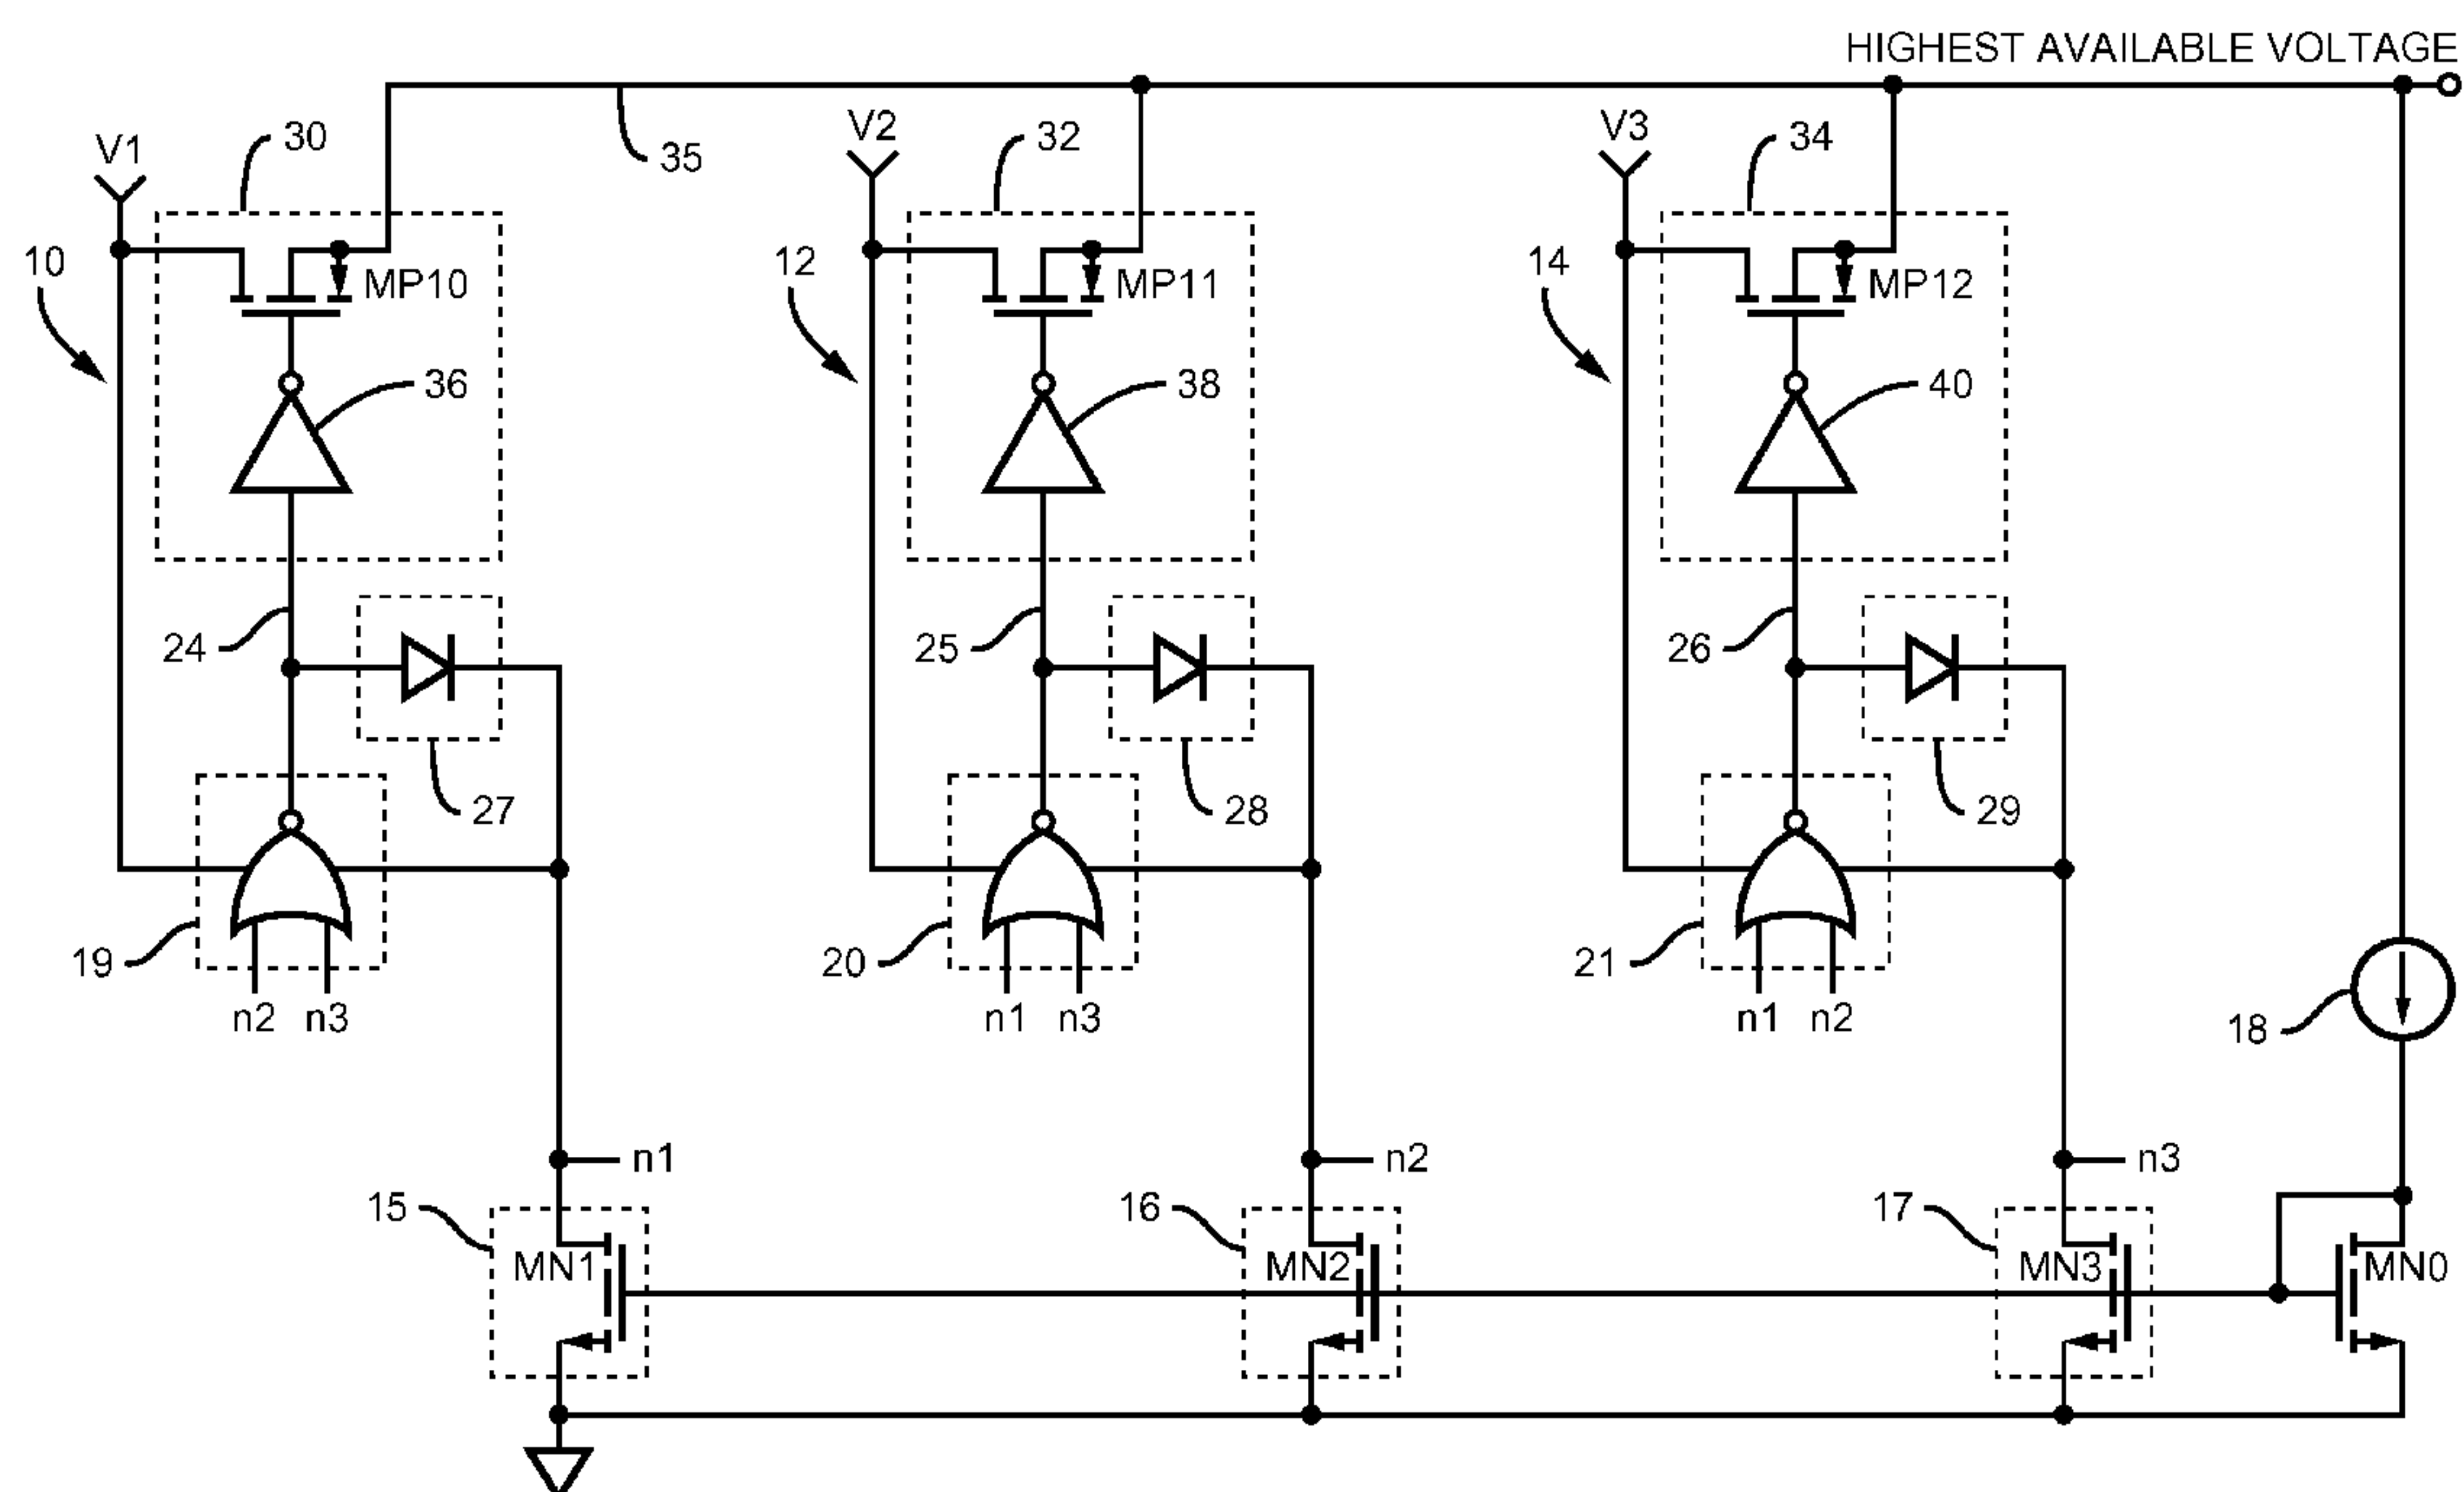 HIGHEST AVAILABLE VOLTAGE
V1
30
35
V2
32
V3
34
10
MP10
12
MP11
14
MP12
36
38
40
24
25
26
27
28
29
19
n2 n3
20
n1 n3
21
n1 n2
18
n1
n2
n3
15
MN1
16
MN2
17
MN3
MN0